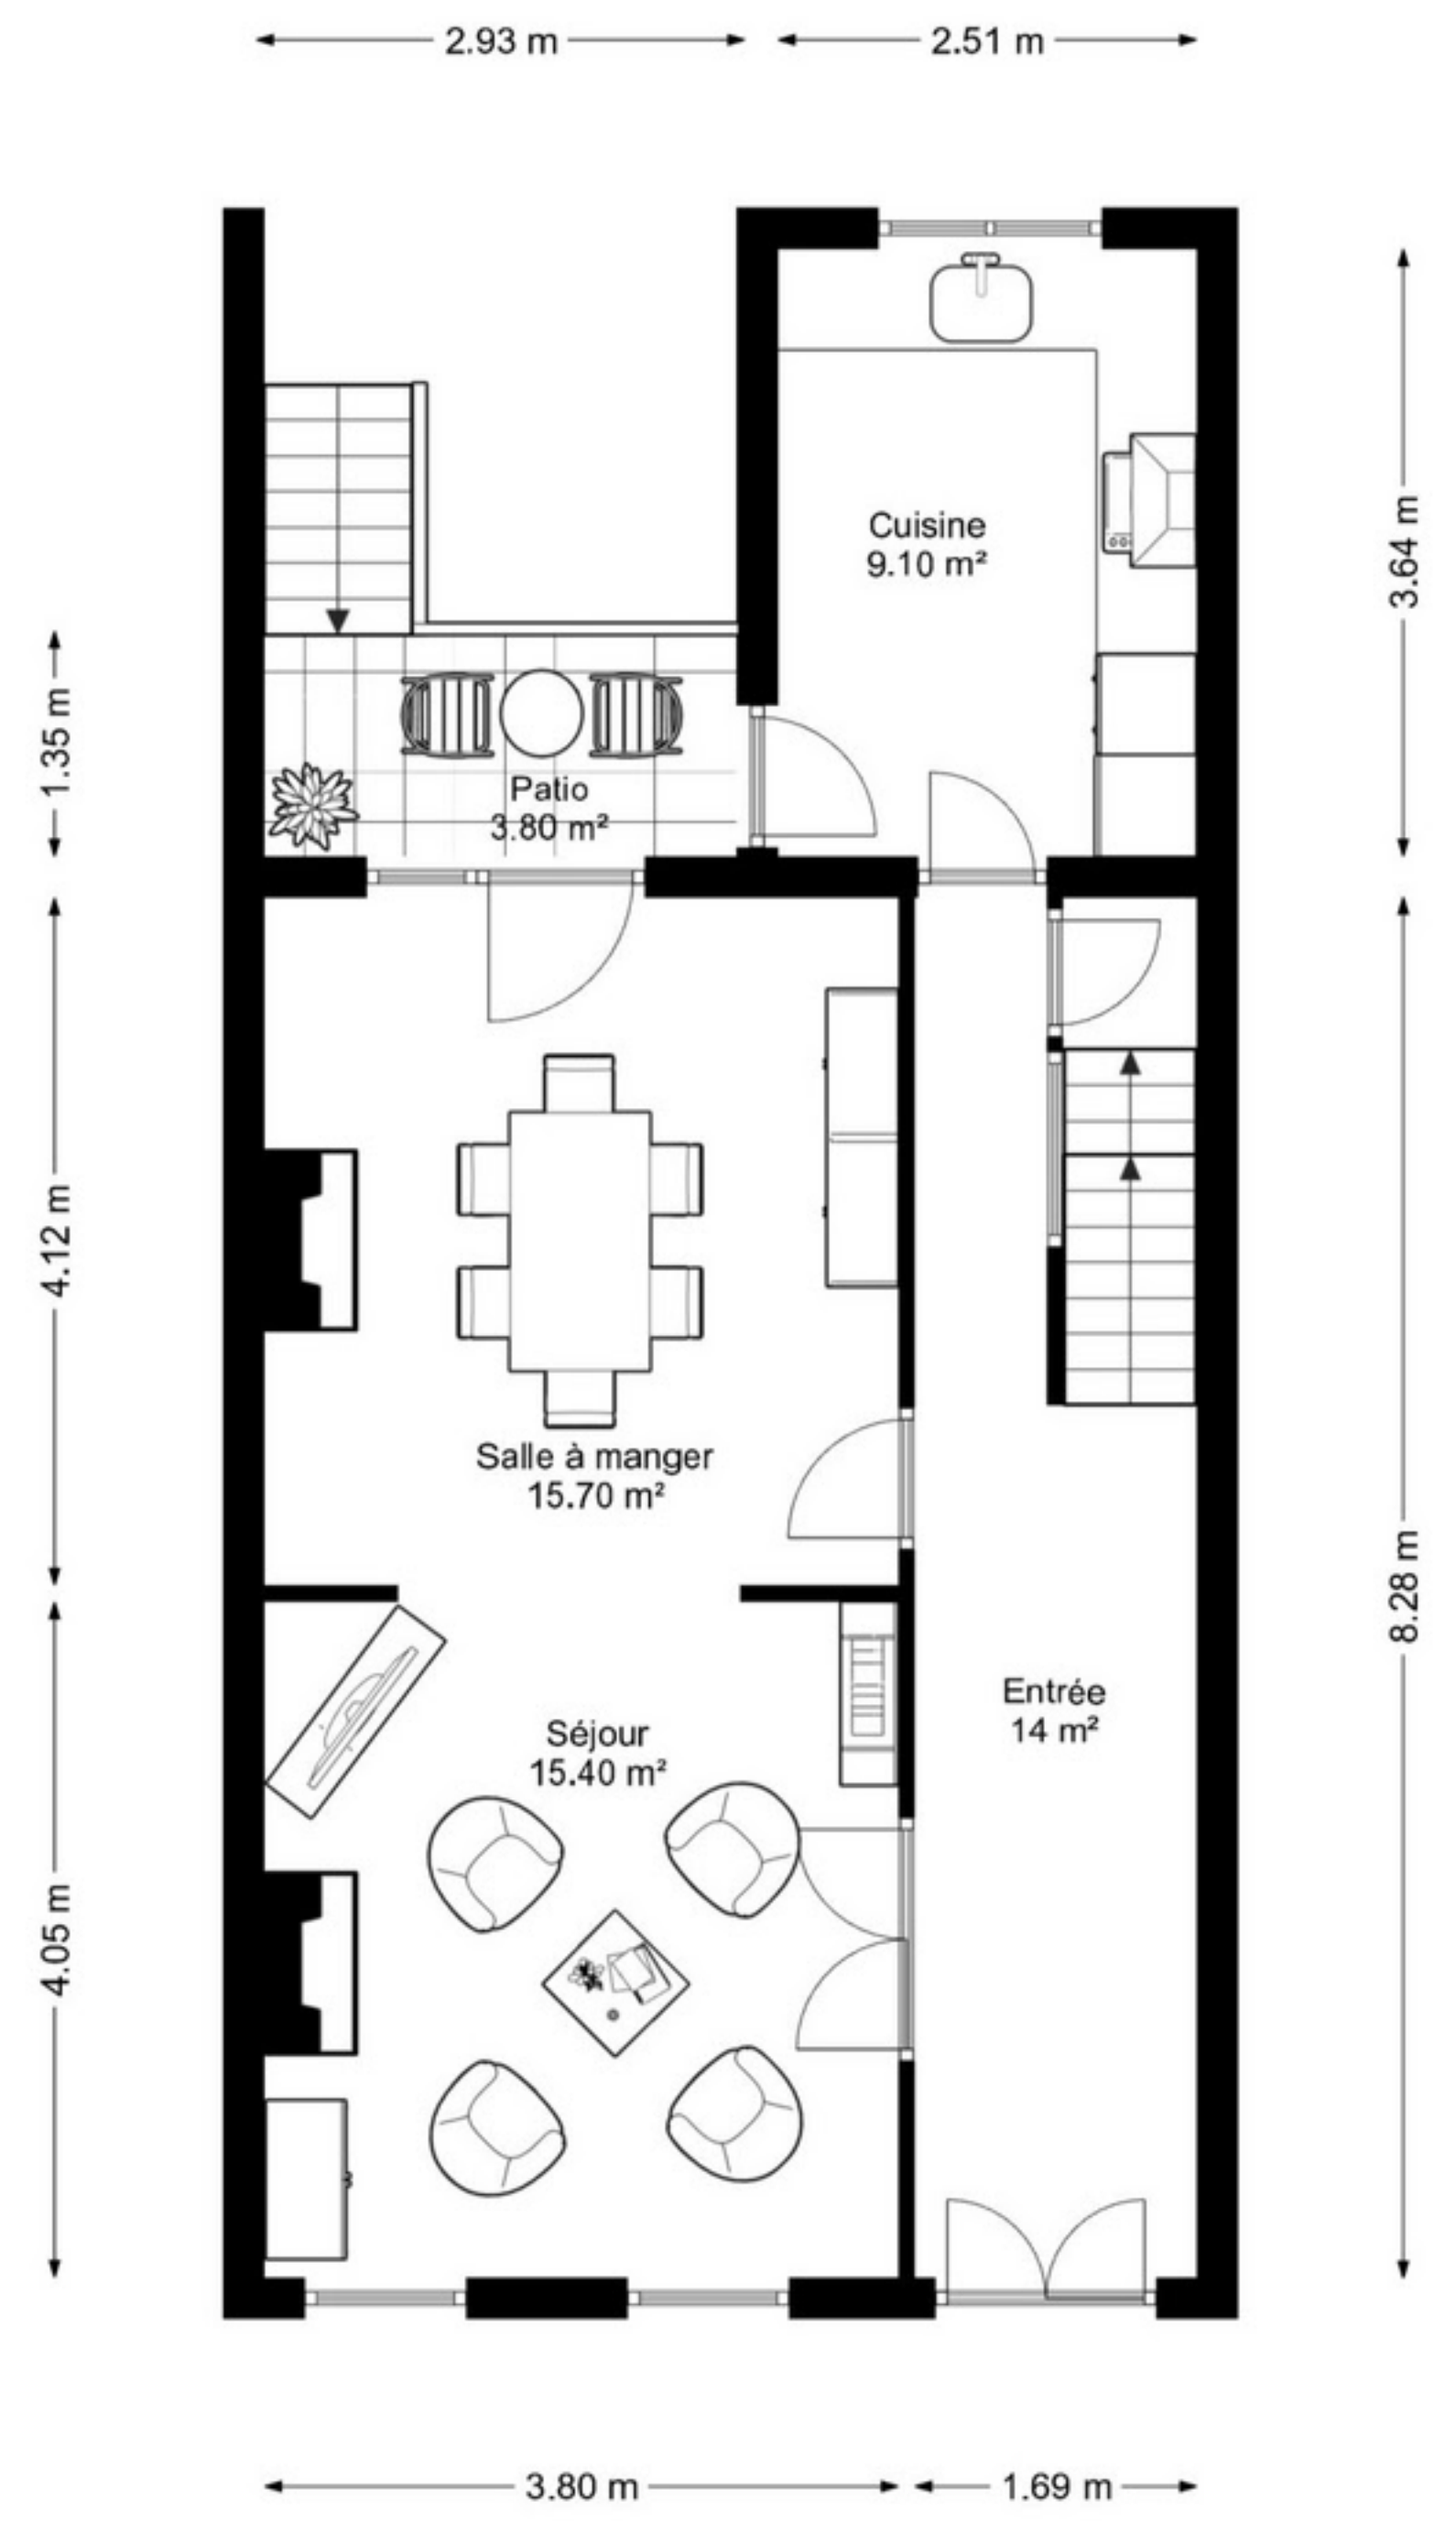 2.93 m
2.51 m
Cuisine
9.10 m²
3.64 m
1.35 m
Patio
3.80 m²
4.12 m
Salle à manger
15.70 m²
8.28 m
Entrée
14 m²
Séjour
15.40 m²
4.05 m
3.80 m
1.69 m